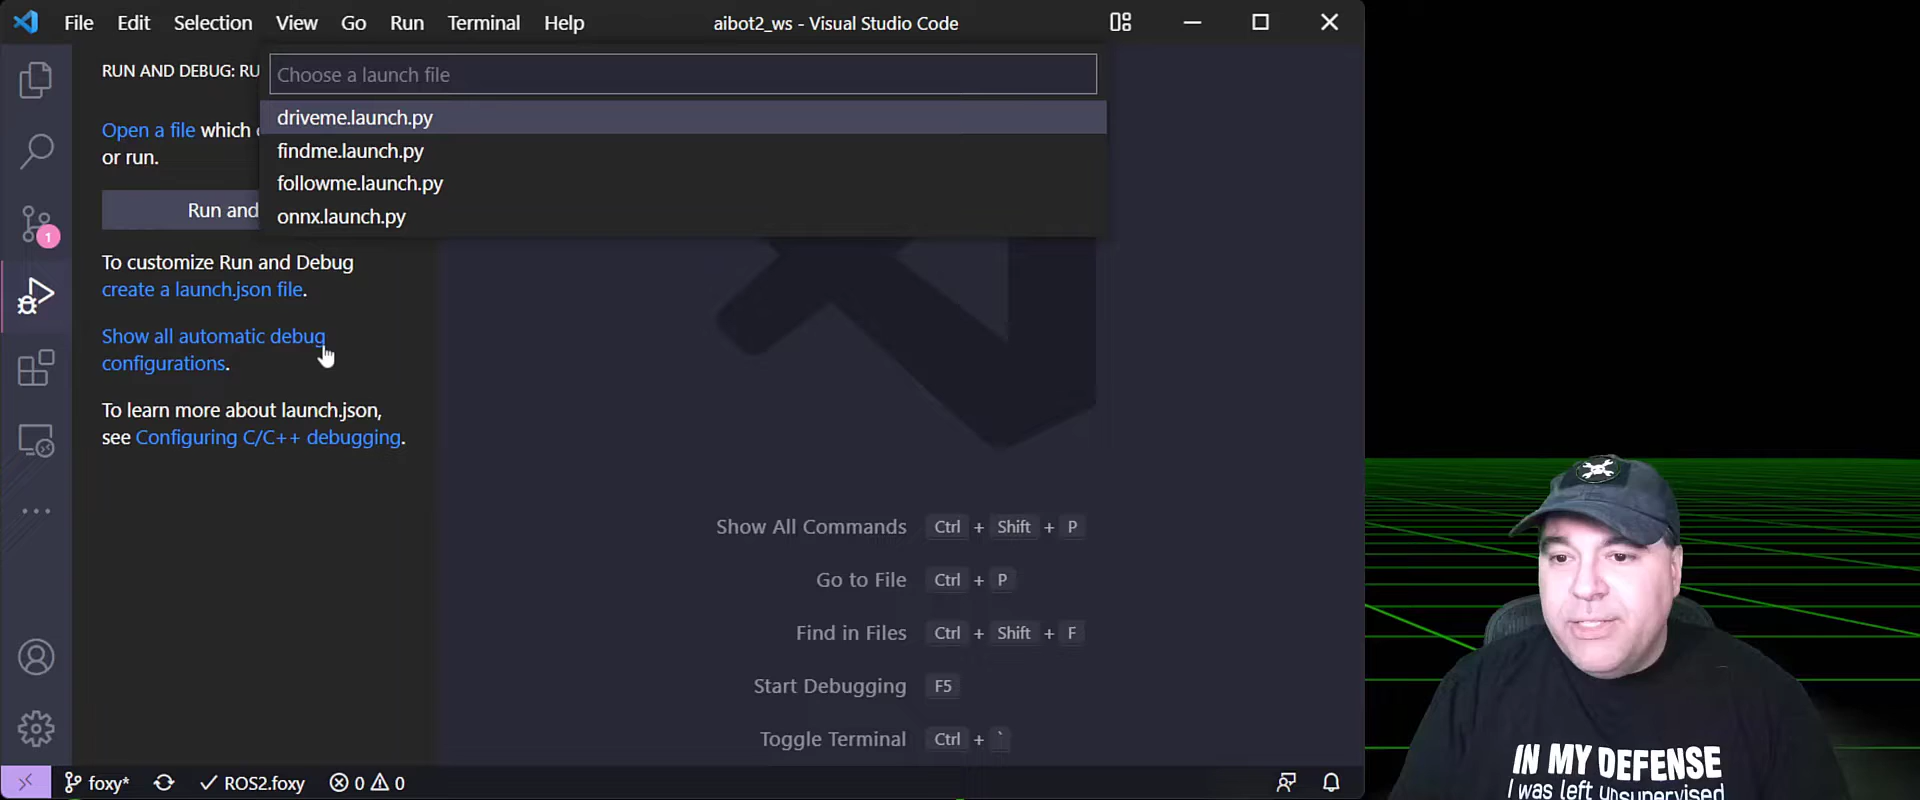 File Edit Selection View Go Run Terminal Help aibot2_ws - Visual Studio Code
RUN AND DEBUG: RU
Choose a launch file
driveme.launch.py
findme.launch.py
followme.launch.py
onnx.launch.py
Open a file which
or run.
Run and
To customize Run and Debug
create a launch.json file.
Show all automatic debug
configurations.
To learn more about launch.json,
see Configuring C/C++ debugging.
1
Show All Commands Ctrl + Shift + P
Go to File Ctrl + P
Find in Files Ctrl + Shift + F
Start Debugging F5
Toggle Terminal Ctrl + `
foxy* ROS2.foxy 0 0
IN MY DEFENSE
I was left unsupervised